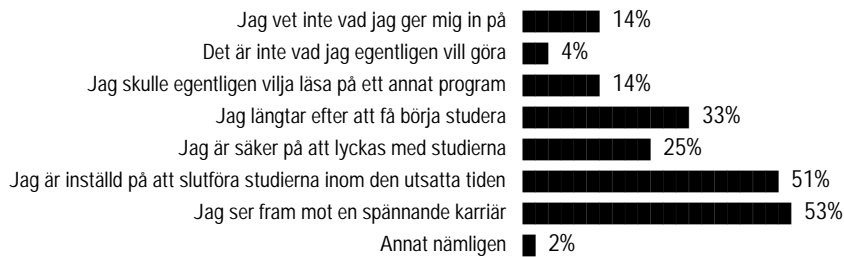 Jag vet inte vad jag ger mig in på 14%
Det är inte vad jag egentligen vill göra 4%
Jag skulle egentligen vilja läsa på ett annat program 14%
Jag längtar efter att få börja studera 33%
Jag är säker på att lyckas med studierna 25%
Jag är inställd på att slutföra studierna inom den utsatta tiden 51%
Jag ser fram mot en spännande karriär 53%
Annat nämligen 2%